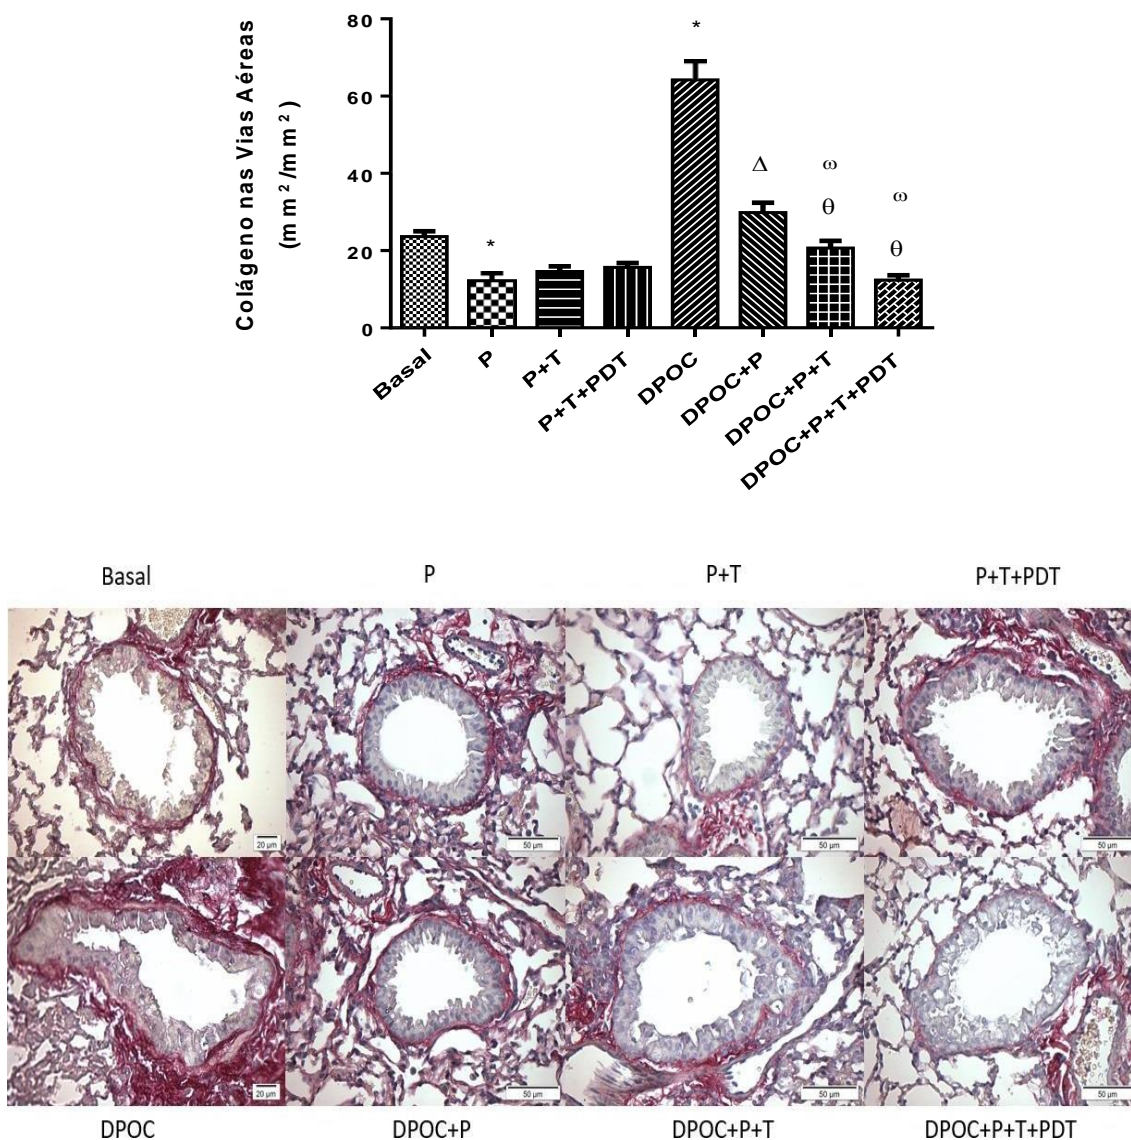 Colágeno nas Vias Aéreas
(mm²/mm²)
80
60
40
20
0
*
*
Δ
ω
θ
ω
θ
Basal
P
P+T
P+T+PDT
DPOC
DPOC+P
DPOC+P+T
DPOC+P+T+PDT
Basal P P+T P+T+PDT
20 µm 50 µm 50 µm 50 µm
20 µm 50 µm 50 µm 50 µm
DPOC DPOC+P DPOC+P+T DPOC+P+T+PDT